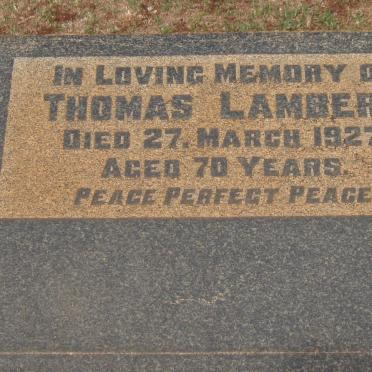 IN LOVING MEMORY O
THOMAS LAMBER
DIED 27. MARCH 1927
AGED 70 YEARS.
PEACE PERFECT PEACE